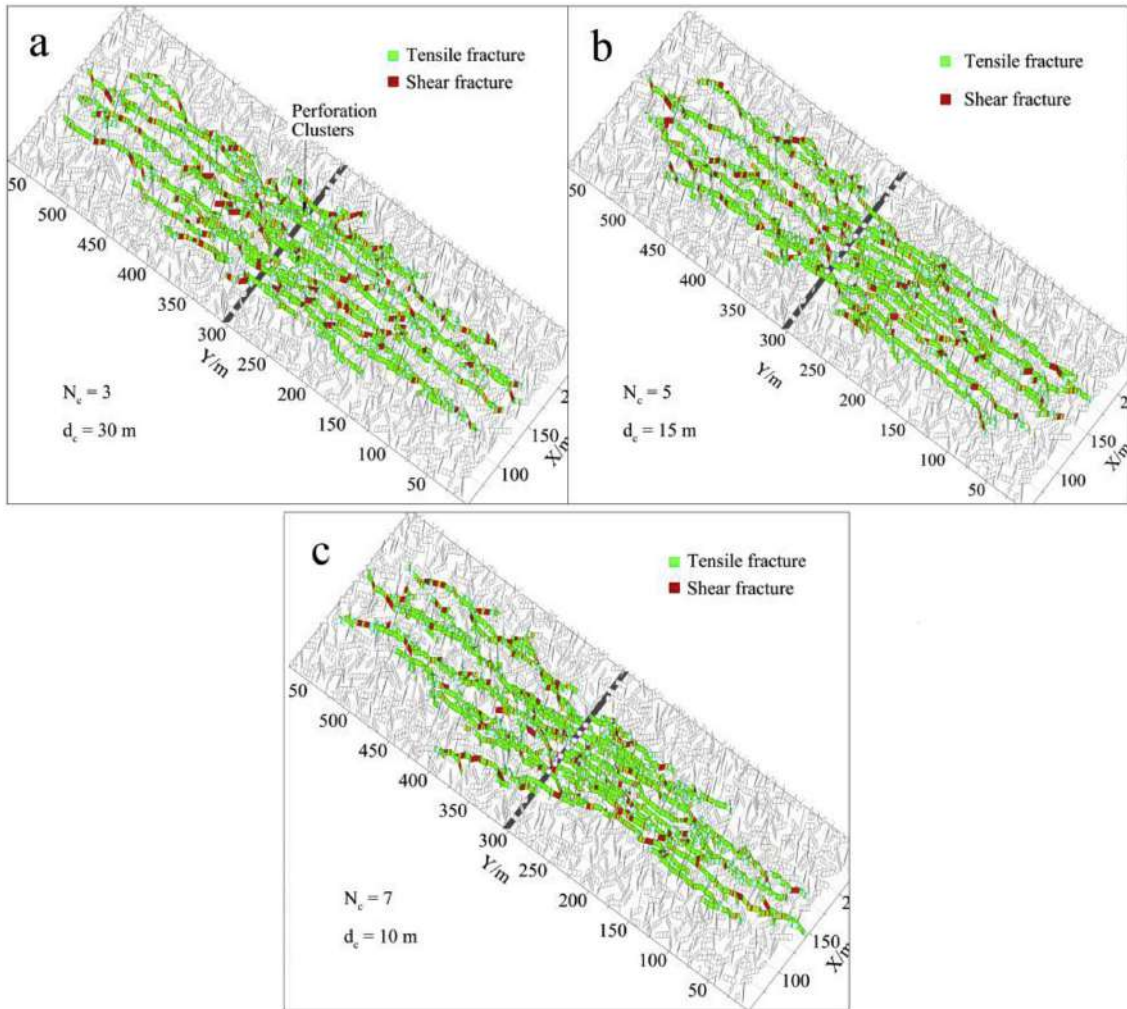 a
Tensile fracture
Shear fracture
Perforation
Clusters
50
500
450
400
350
300
250
200
150
100
50
Y/m
2
150
100
X/m
N_c = 3
d_c = 30 m
b
Tensile fracture
Shear fracture
50
500
450
400
350
300
250
200
150
100
50
Y/m
2
150
100
X/m
N_c = 5
d_c = 15 m
c
Tensile fracture
Shear fracture
50
500
450
400
350
300
250
200
150
100
50
Y/m
2
150
100
X/m
N_c = 7
d_c = 10 m